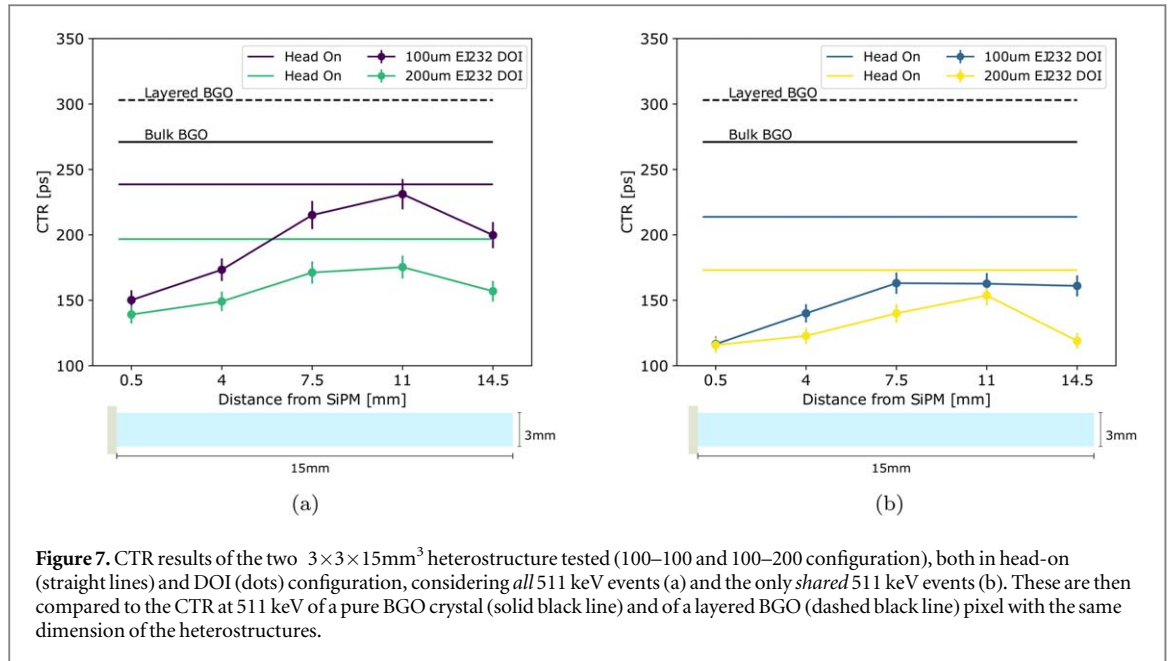 350
300
250
200
150
100
CTR [ps]
Head On
Head On
100um EJ232 DOI
200um EJ232 DOI
Layered BGO
Bulk BGO
0.5 4 7.5 11 14.5
Distance from SiPM [mm]
3mm
15mm
(a)
350
300
250
200
150
100
CTR [ps]
Head On
Head On
100um EJ232 DOI
200um EJ232 DOI
Layered BGO
Bulk BGO
0.5 4 7.5 11 14.5
Distance from SiPM [mm]
3mm
15mm
(b)
Figure 7. CTR results of the two 3×3×15mm³ heterostructure tested (100–100 and 100–200 configuration), both in head-on
(straight lines) and DOI (dots) configuration, considering all 511 keV events (a) and the only shared 511 keV events (b). These are then
compared to the CTR at 511 keV of a pure BGO crystal (solid black line) and of a layered BGO (dashed black line) pixel with the same
dimension of the heterostructures.